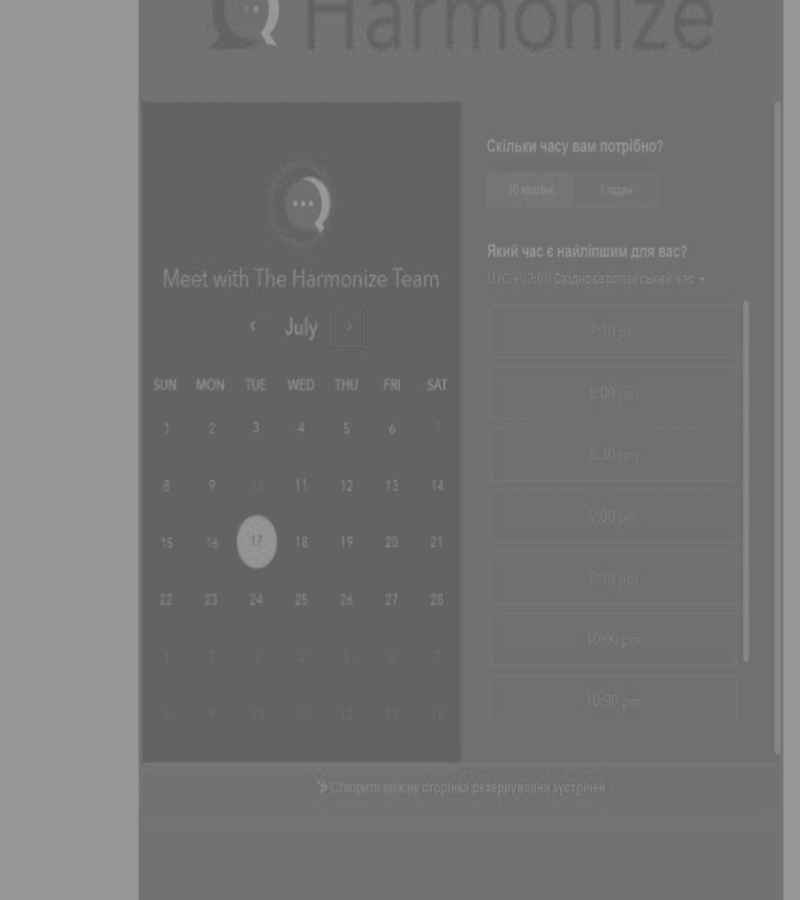 Harmonize
Meet with The Harmonize Team
July
SUN MON TUE WED THU FRI SAT
1 2 3 4 5 6 7
8 9 10 11 12 13 14
15 16 17 18 19 20 21
22 23 24 25 26 27 28
1 2 3 4 5 6 7
8 9 10 11 12 13 14
Скільки часу вам потрібно?
30 хвилин 1 годин
Який час є найліпшим для вас?
UTC +03:00 Східноєвропейський час
7:30 pm
8:00 pm
8:30 pm
9:00 pm
9:30 pm
10:00 pm
10:30 pm
Створити власну сторінка резервування зустрічей